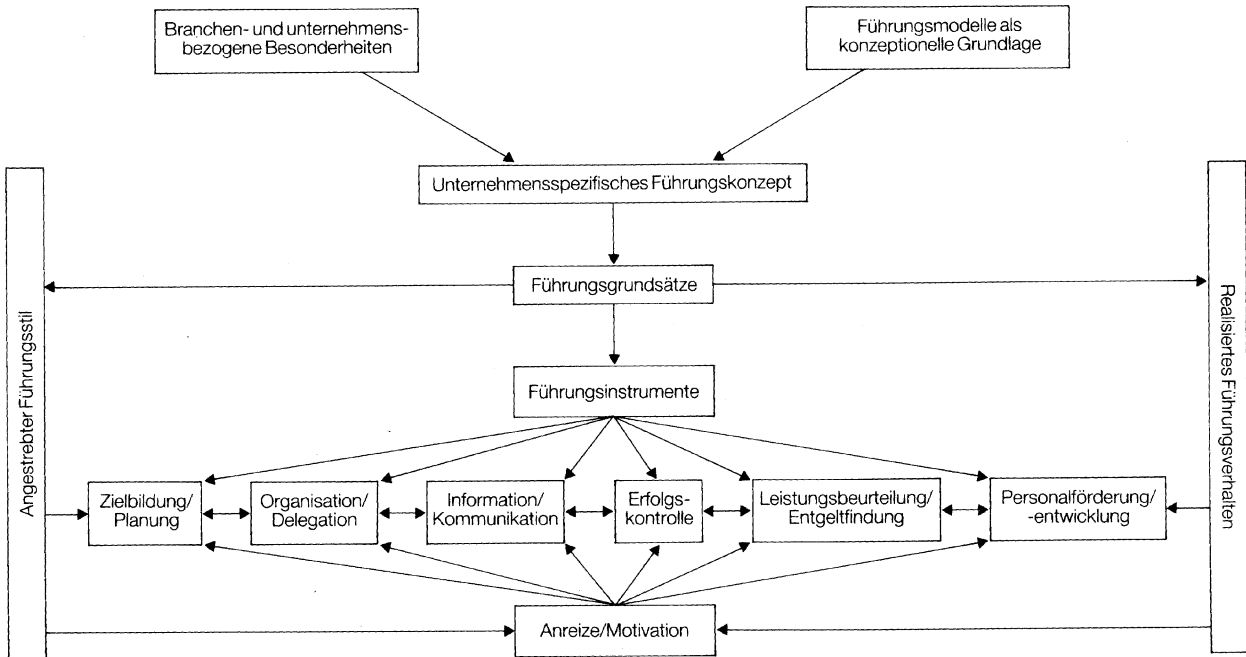 Branchen- und unternehmens-
bezogene Besonderheiten
Führungsmodelle als
konzeptionelle Grundlage
Unternehmensspezifisches Führungskonzept
Führungsgrundsätze
Angestrebter Führungsstil
Realisiertes Führungsverhalten
Führungsinstrumente
Zielbildung/
Planung
Organisation/
Delegation
Information/
Kommunikation
Erfolgs-
kontrolle
Leistungsbeurteilung/
Entgeltfindung
Personalförderung/
-entwicklung
Anreize/Motivation